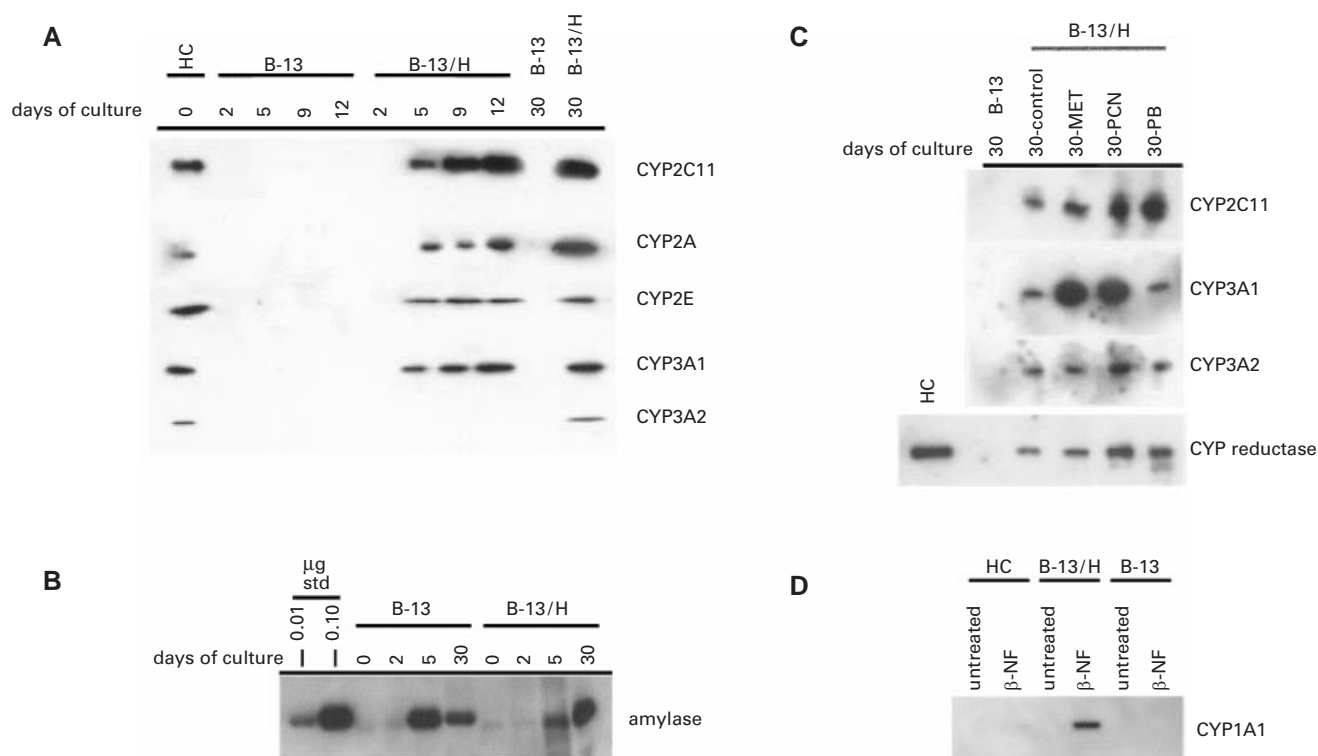 A
HC B-13 B-13/H B-13 B-13/H
days of culture 0 2 5 9 12 2 5 9 12 30 30
CYP2C11
CYP2A
CYP2E
CYP3A1
CYP3A2
B
µg
std
B-13 B-13/H
days of culture 0.01 0.10 0 2 5 30 0 2 5 30
amylase
C
B-13/H
days of culture 30 B-13 30-control 30-MET 30-PCN 30-PB
CYP2C11
CYP3A1
CYP3A2
HC
CYP reductase
D
HC B-13/H B-13
untreated β-NF untreated β-NF untreated β-NF
CYP1A1